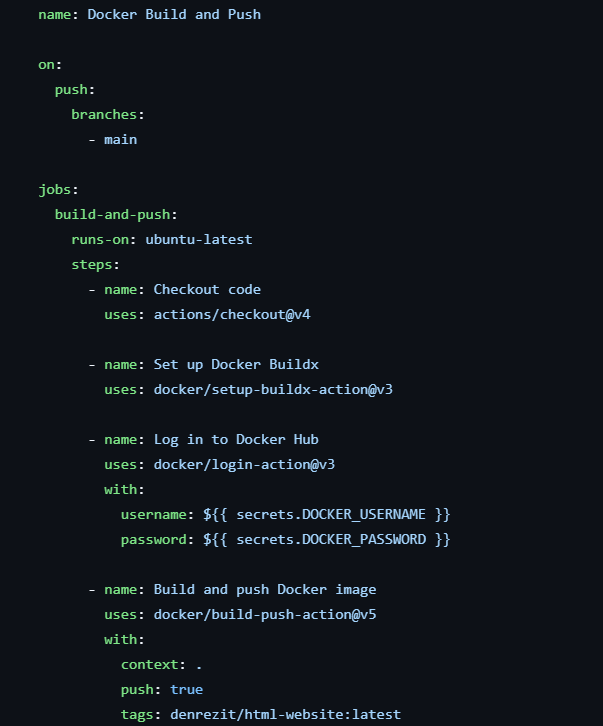 name: Docker Build and Push
on:
  push:
    branches:
      - main
jobs:
  build-and-push:
    runs-on: ubuntu-latest
    steps:
      - name: Checkout code
        uses: actions/checkout@v4
      - name: Set up Docker Buildx
        uses: docker/setup-buildx-action@v3
      - name: Log in to Docker Hub
        uses: docker/login-action@v3
        with:
          username: ${{ secrets.DOCKER_USERNAME }}
          password: ${{ secrets.DOCKER_PASSWORD }}
      - name: Build and push Docker image
        uses: docker/build-push-action@v5
        with:
          context: .
          push: true
          tags: denrezit/html-website:latest